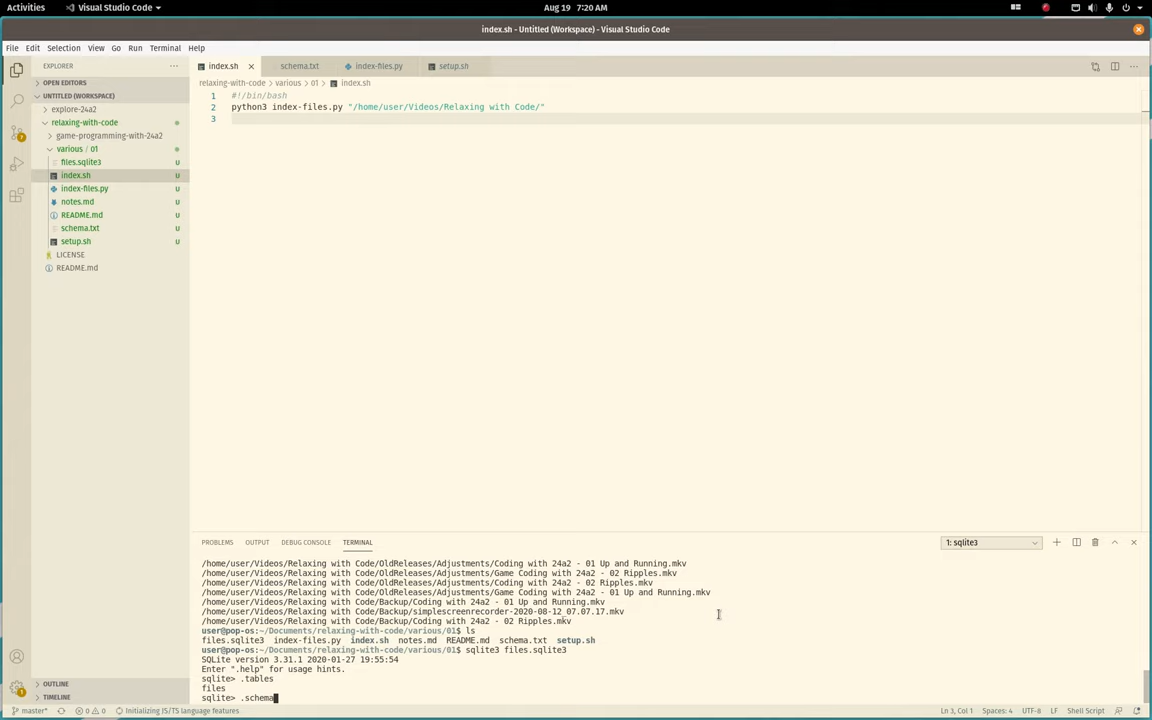 Activities
Visual Studio Code
Aug 19 7:20 AM
index.sh - Untitled (Workspace) - Visual Studio Code
File Edit Selection View Go Run Terminal Help
EXPLORER
index.sh
schema.txt
index-files.py
setup.sh
OPEN EDITORS
relaxing-with-code > various > 01 > index.sh
UNTITLED (WORKSPACE)
1 #!/bin/bash
2 python3 index-files.py "/home/user/Videos/Relaxing with Code/"
3
explore-24a2
relaxing-with-code
game-programming-with-24a2
various / 01
files.sqlite3 U
index.sh U
index-files.py U
notes.md U
README.md U
schema.txt U
setup.sh U
LICENSE
README.md
PROBLEMS OUTPUT DEBUG CONSOLE TERMINAL
1: sqlite3
/home/user/Videos/Relaxing with Code/OldReleases/Adjustments/Coding with 24a2 - 01 Up and Running.mkv
/home/user/Videos/Relaxing with Code/OldReleases/Adjustments/Game Coding with 24a2 - 02 Ripples.mkv
/home/user/Videos/Relaxing with Code/OldReleases/Adjustments/Coding with 24a2 - 02 Ripples.mkv
/home/user/Videos/Relaxing with Code/OldReleases/Adjustments/Game Coding with 24a2 - 01 Up and Running.mkv
/home/user/Videos/Relaxing with Code/Backup/Coding with 24a2 - 01 Up and Running.mkv
/home/user/Videos/Relaxing with Code/Backup/simplescreenrecorder-2020-08-12_07.07.17.mkv
/home/user/Videos/Relaxing with Code/Backup/Coding with 24a2 - 02 Ripples.mkv
user@pop-os:~/Documents/relaxing-with-code/various/01$ ls
files.sqlite3 index-files.py index.sh notes.md README.md schema.txt setup.sh
user@pop-os:~/Documents/relaxing-with-code/various/01$ sqlite3 files.sqlite3
SQLite version 3.31.1 2020-01-27 19:55:54
Enter ".help" for usage hints.
sqlite> .tables
files
sqlite> .schema
OUTLINE
TIMELINE
master* 0 0 Initializing JS/TS language features
Ln 3, Col 1 Spaces: 4 UTF-8 LF Shell Script